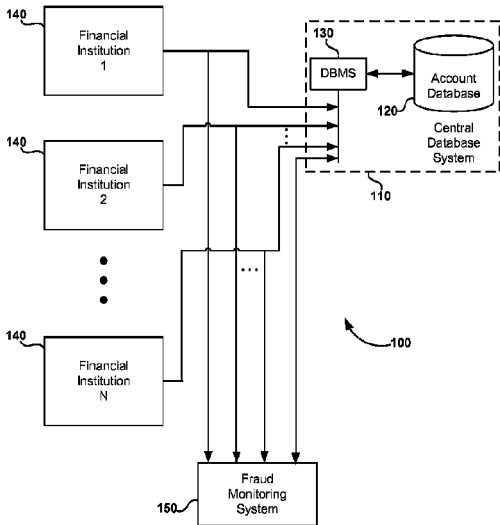 140
Financial
Institution
1
130
DBMS
Account
Database
120
Central
Database
System
110
140
Financial
Institution
2
140
Financial
Institution
N
100
Fraud
Monitoring
System
150